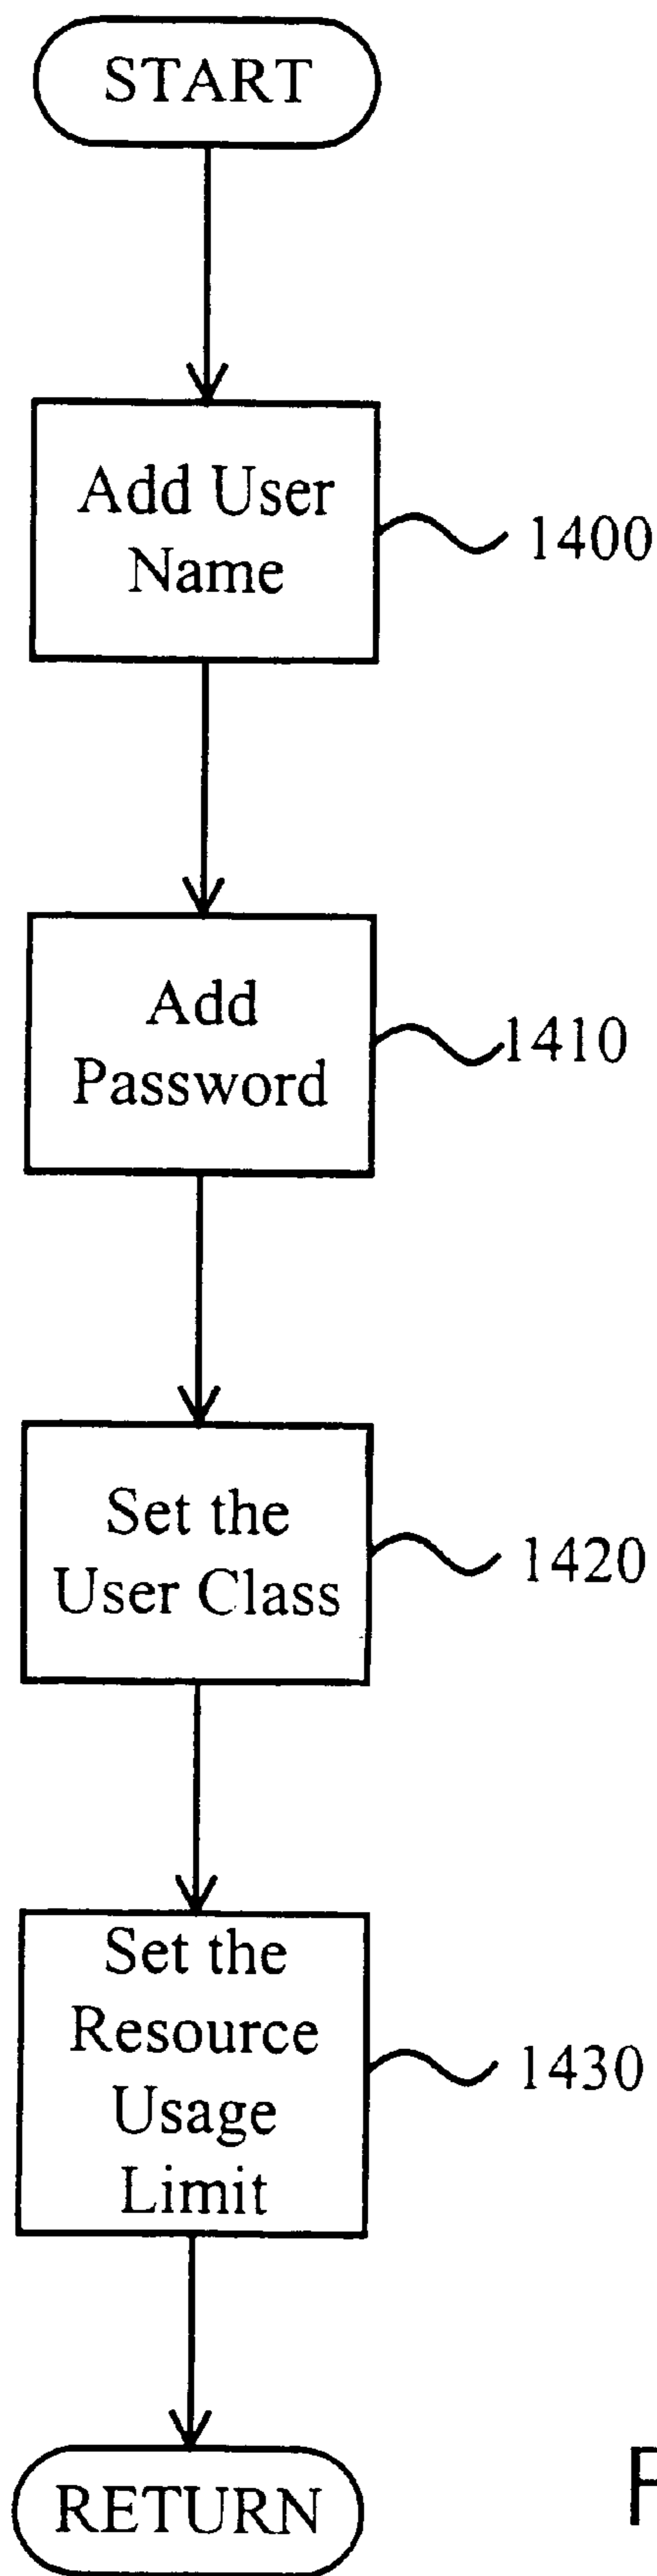 START
Add User
Name
1400
Add
Password
1410
Set the
User Class
1420
Set the
Resource
Usage
Limit
1430
RETURN